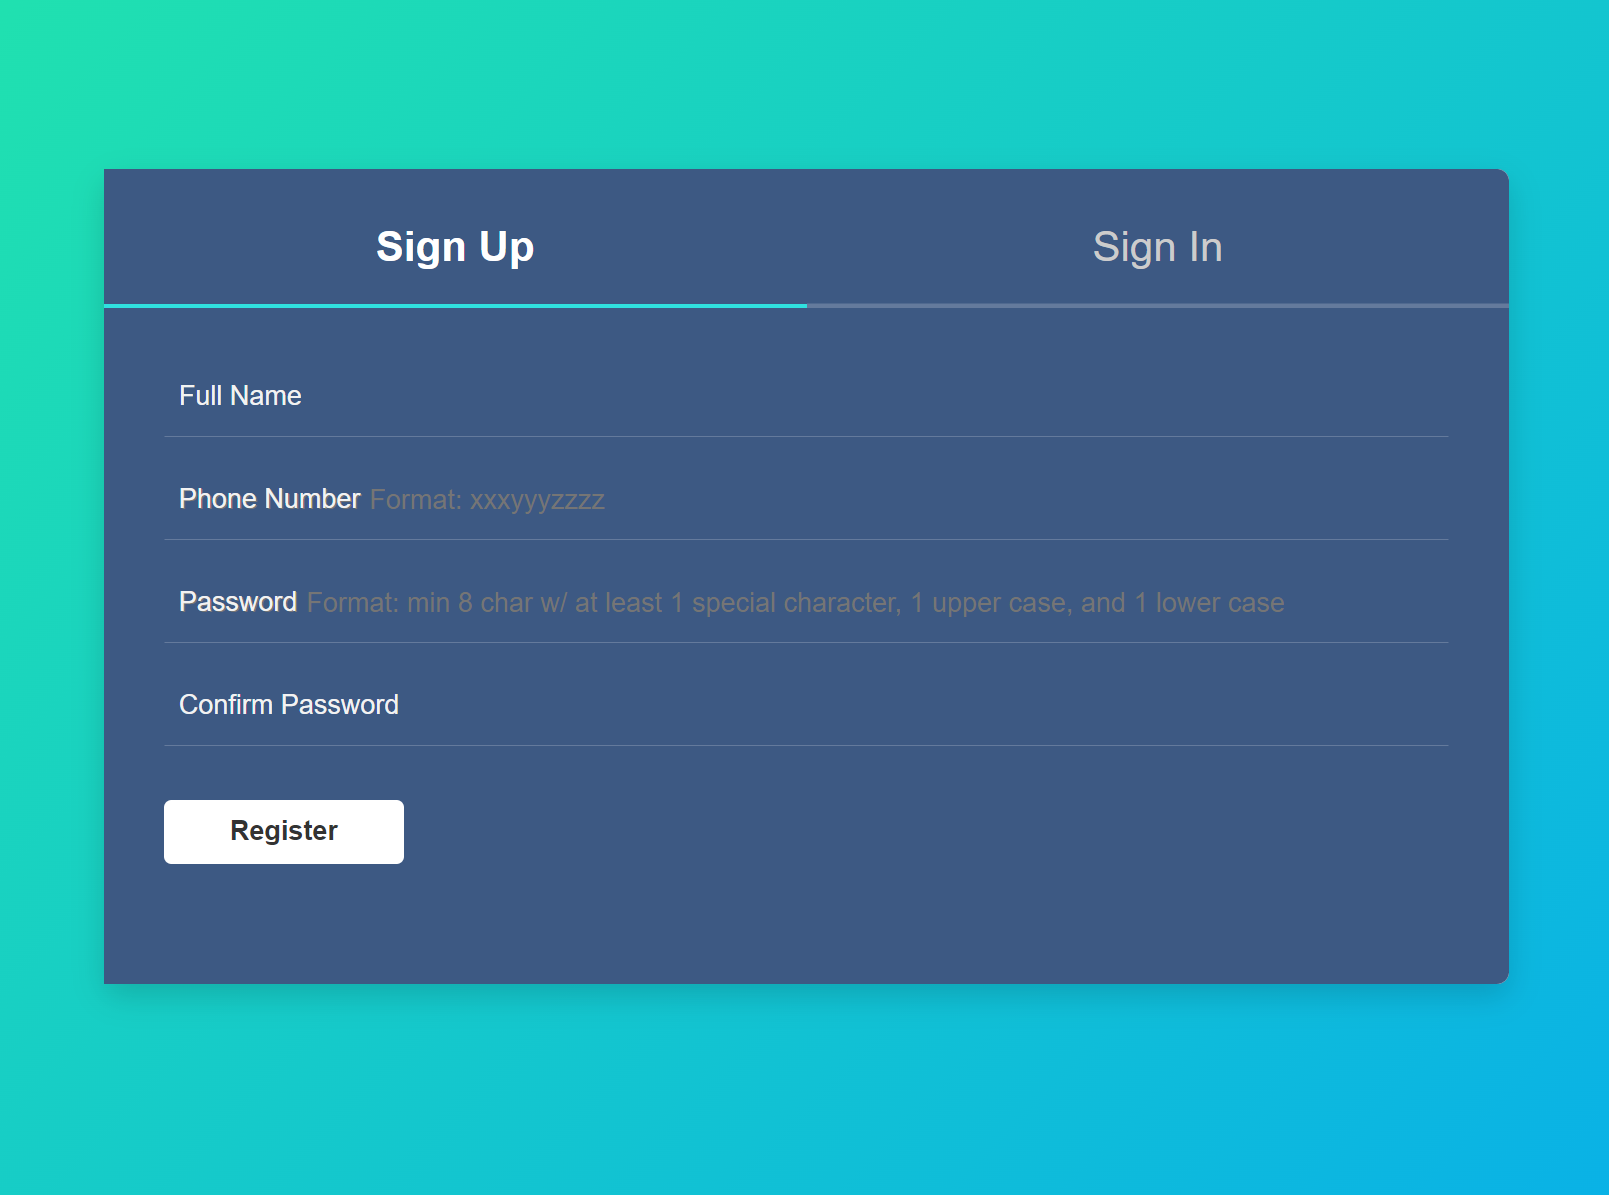 Sign Up Sign In
Full Name
Phone Number Format: xxxyyyzzzz
Password Format: min 8 char w/ at least 1 special character, 1 upper case, and 1 lower case
Confirm Password
Register